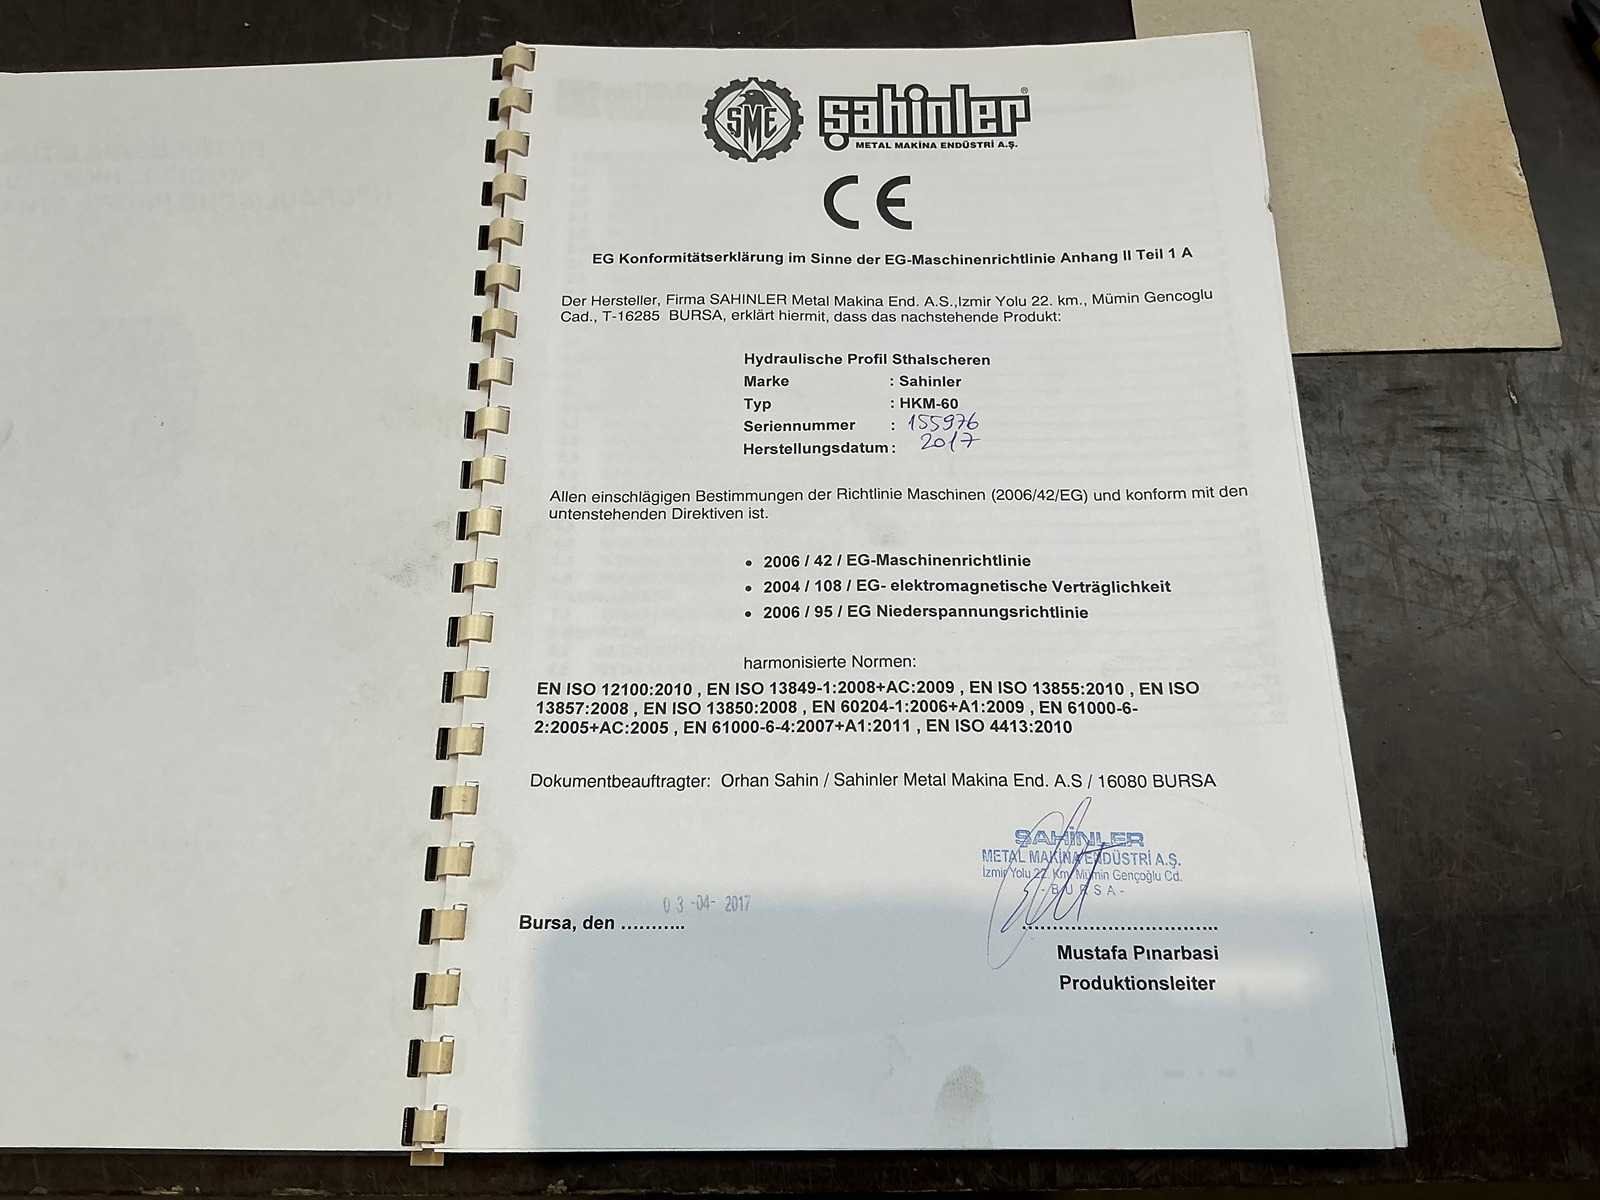 SME
şahinler®
METAL MAKİNA ENDÜSTRİ A.Ş.
CE
EG Konformitätserklärung im Sinne der EG-Maschinenrichtlinie Anhang II Teil 1 A
Der Hersteller, Firma SAHINLER Metal Makina End. A.S.,Izmir Yolu 22. km., Mümin Gencoglu
Cad., T-16285 BURSA, erklärt hiermit, dass das nachstehende Produkt:
Hydraulische Profil Sthalscheren
Marke : Sahinler
Typ : HKM-60
Seriennummer : 155976
Herstellungsdatum : 2017
Allen einschlägigen Bestimmungen der Richtlinie Maschinen (2006/42/EG) und konform mit den
untenstehenden Direktiven ist.
• 2006 / 42 / EG-Maschinenrichtlinie
• 2004 / 108 / EG- elektromagnetische Verträglichkeit
• 2006 / 95 / EG Niederspannungsrichtlinie
harmonisierte Normen:
EN ISO 12100:2010 , EN ISO 13849-1:2008+AC:2009 , EN ISO 13855:2010 , EN ISO
13857:2008 , EN ISO 13850:2008 , EN 60204-1:2006+A1:2009 , EN 61000-6-
2:2005+AC:2005 , EN 61000-6-4:2007+A1:2011 , EN ISO 4413:2010
Dokumentbeauftragter: Orhan Sahin / Sahinler Metal Makina End. A.S / 16080 BURSA
ŞAHİNLER
METAL MAKİNA ENDÜSTRİ A.Ş.
İzmir Yolu 22. Km. Mümin Gençoğlu Cd.
- B U R S A -
03-04-2017
Bursa, den ………..
Mustafa Pınarbasi
Produktionsleiter